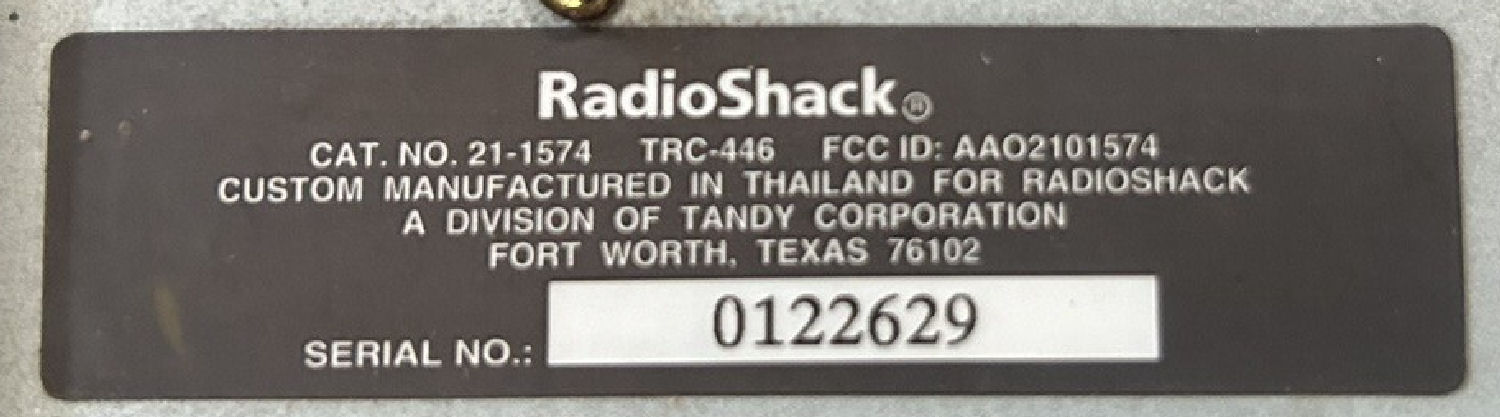 RadioShack®
CAT. NO. 21-1574 TRC-446 FCC ID: AAO2101574
CUSTOM MANUFACTURED IN THAILAND FOR RADIOSHACK
A DIVISION OF TANDY CORPORATION
FORT WORTH, TEXAS 76102
SERIAL NO.: 0122629